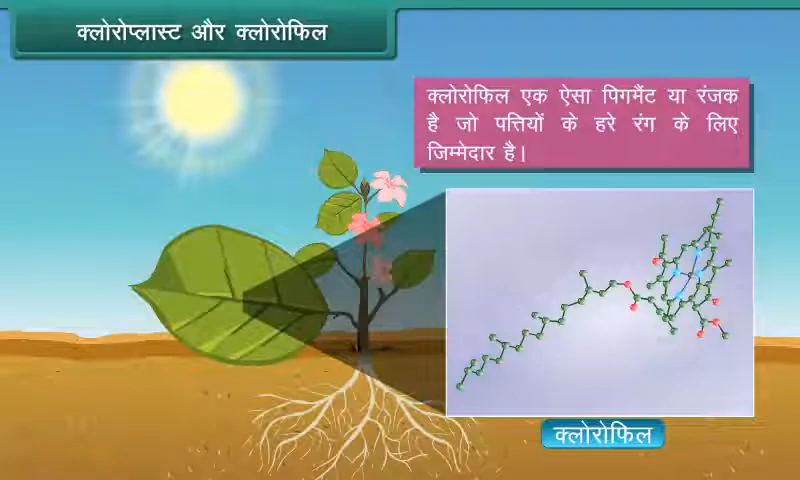 क्लोरोप्लास्ट और क्लोरोफिल
क्लोरोफिल एक ऐसा पिगमैंट या रंजक
है जो पत्तियों के हरे रंग के लिए
जिम्मेदार है।
क्लोरोफिल